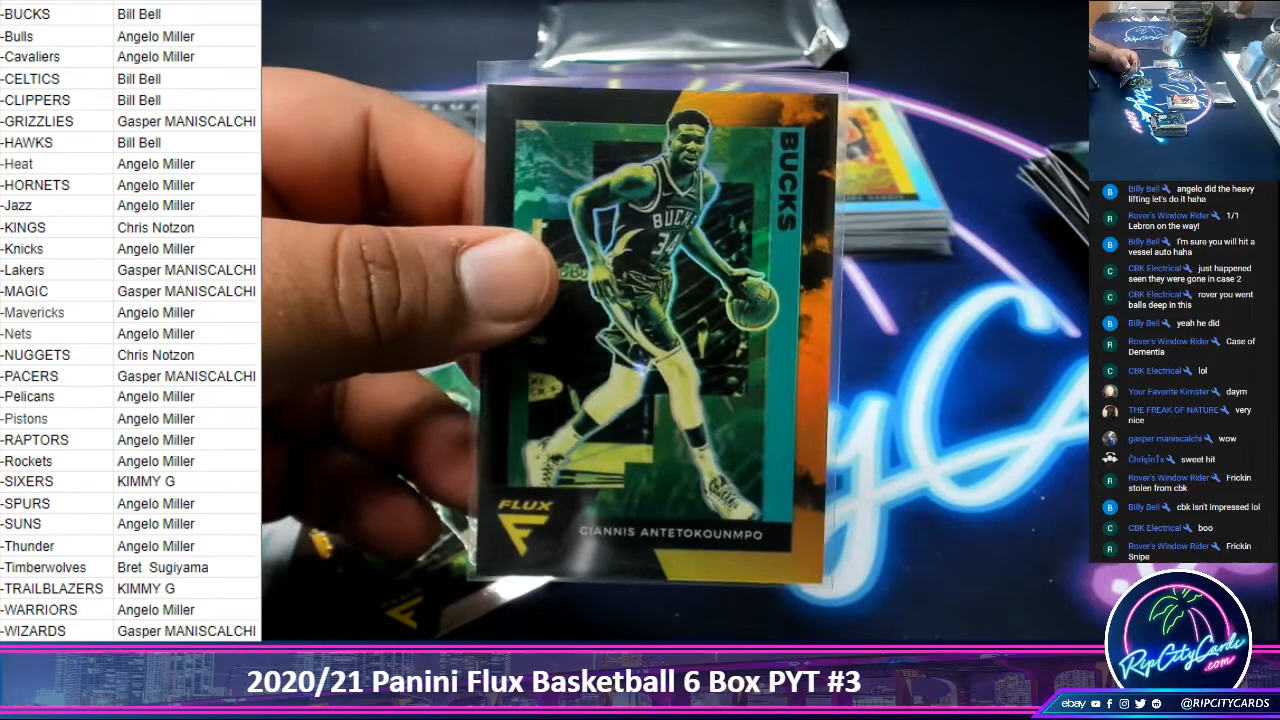 -BUCKS Bill Bell
-Bulls Angelo Miller
-Cavaliers Angelo Miller
-CELTICS Bill Bell
-CLIPPERS Bill Bell
-GRIZZLIES Gasper MANISCALCHI
-HAWKS Bill Bell
-Heat Angelo Miller
-HORNETS Angelo Miller
-Jazz Angelo Miller
-KINGS Chris Notzon
-Knicks Angelo Miller
-Lakers Gasper MANISCALCHI
-MAGIC Gasper MANISCALCHI
-Mavericks Angelo Miller
-Nets Angelo Miller
-NUGGETS Chris Notzon
-PACERS Gasper MANISCALCHI
-Pelicans Angelo Miller
-Pistons Angelo Miller
-RAPTORS Angelo Miller
-Rockets Angelo Miller
-SIXERS KIMMY G
-SPURS Angelo Miller
-SUNS Angelo Miller
-Thunder Angelo Miller
-Timberwolves Bret Sugiyama
-TRAILBLAZERS KIMMY G
-WARRIORS Angelo Miller
-WIZARDS Gasper MANISCALCHI
BUCKS
BUCKS
34
FLUX
GIANNIS ANTETOKOUNMPO
B Billy Bell angelo did the heavy
lifting let's do it haha
R Rover's Window Rider 1/1
Lebron on the way!
B Billy Bell I'm sure you will hit a
vessel auto haha
C CBK Electrical just happened
seen they were gone in case 2
C CBK Electrical rover you went
balls deep in this
B Billy Bell yeah he did
R Rover's Window Rider Case of
Dementia
C CBK Electrical lol
Your Favorite Kimster daym
THE FREAK OF NATURE very
nice
gasper maniscalchi wow
sweet hit
R Rover's Window Rider Frickin
stolen from cbk
B Billy Bell cbk isn't impressed lol
C CBK Electrical boo
R Rover's Window Rider Frickin
Snipe
RipCityCards
.com
2020/21 Panini Flux Basketball 6 Box PYT #3
ebay @RIPCITYCARDS